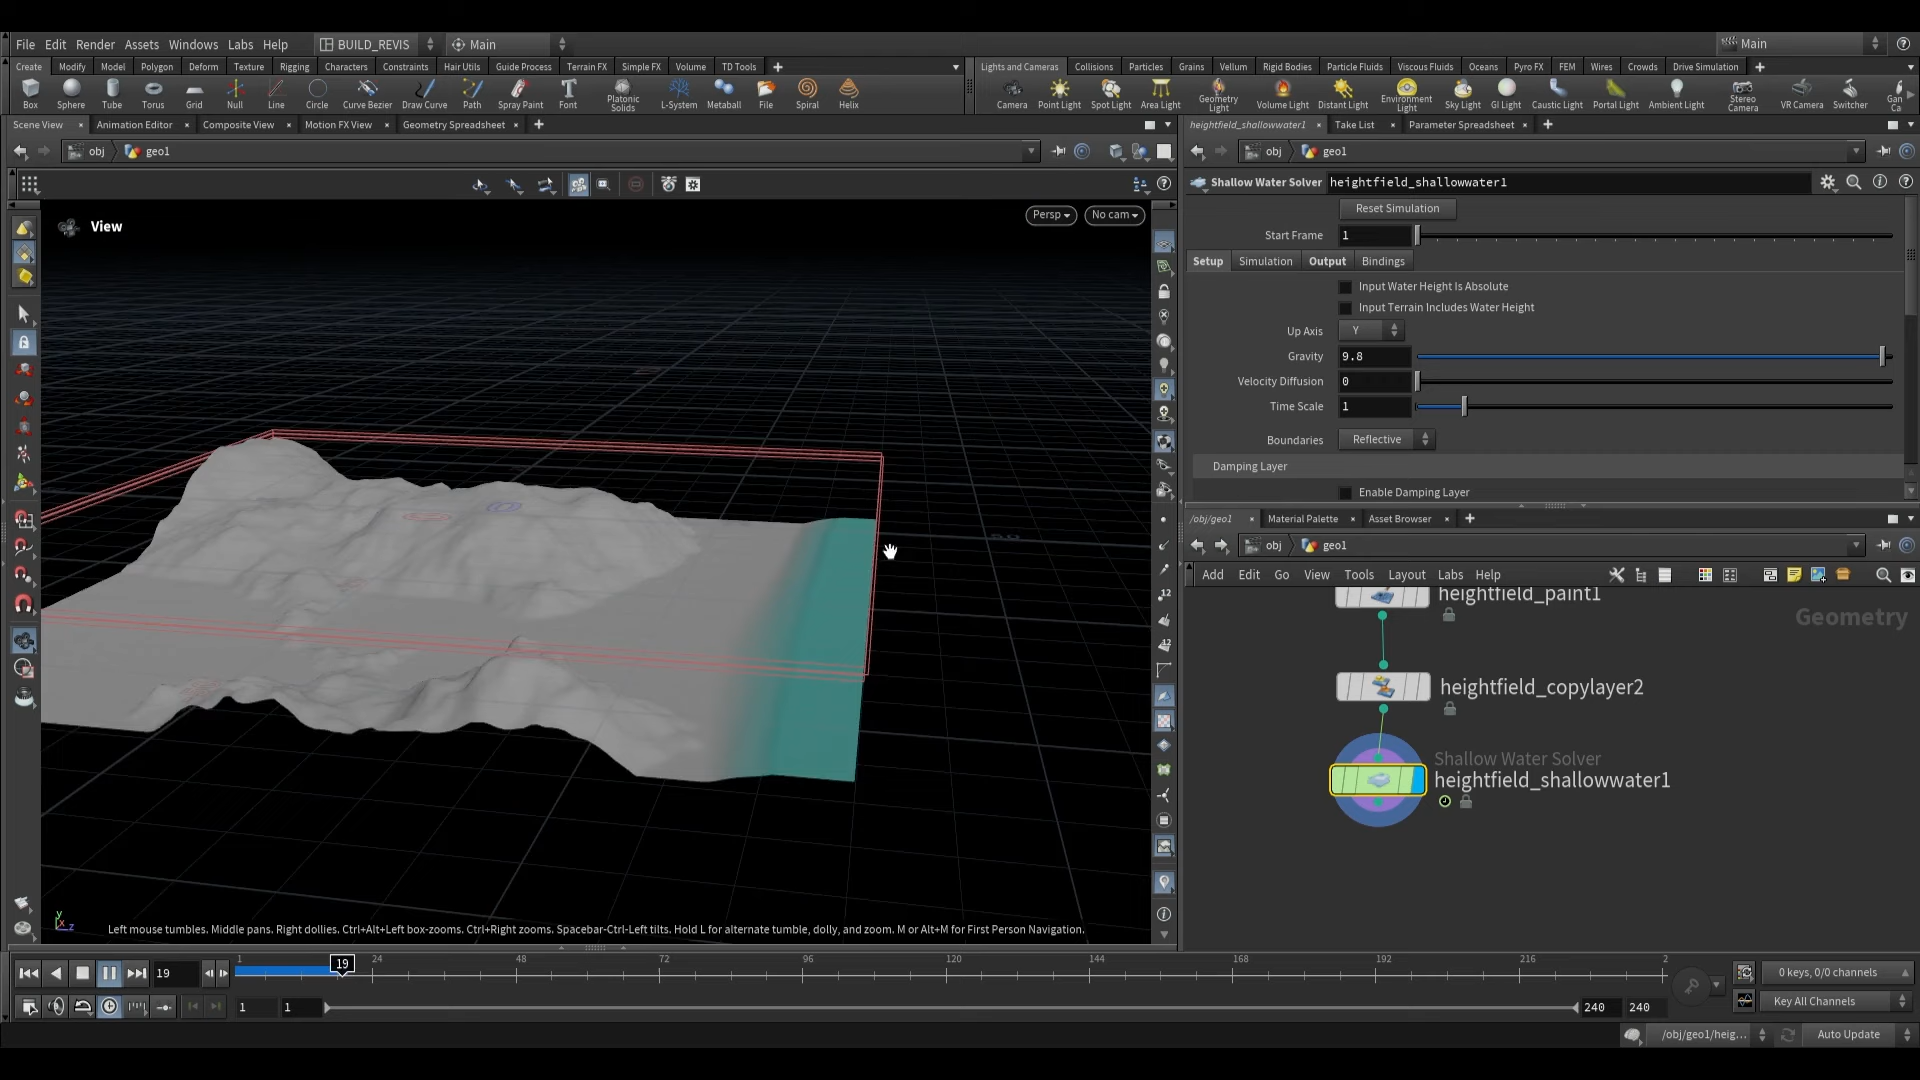 File Edit Render Assets Windows Labs Help BUILD_REVIS Main Main
Create Modify Model Polygon Deform Texture Rigging Characters Constraints Hair Utils Guide Process Terrain FX Simple FX Volume TD Tools
Lights and Cameras Collisions Particles Grains Vellum Rigid Bodies Particle Fluids Viscous Fluids Oceans Pyro FX FEM Wires Crowds Drive Simulation
Box Sphere Tube Torus Grid Null Line Circle Curve Bezier Draw Curve Path Spray Paint Font Platonic Solids L-System Metaball File Spiral Helix
Camera Point Light Spot Light Area Light Geometry Light Volume Light Distant Light Environment Light Sky Light GI Light Caustic Light Portal Light Ambient Light Stereo Camera VR Camera Switcher
Scene View Animation Editor Composite View Motion FX View Geometry Spreadsheet
heightfield_shallowwater1 Take List Parameter Spreadsheet
obj geo1
obj geo1
View
Persp No cam
Shallow Water Solver heightfield_shallowwater1
Reset Simulation
Start Frame 1
Setup Simulation Output Bindings
Input Water Height Is Absolute
Input Terrain Includes Water Height
Up Axis Y
Gravity 9.8
Velocity Diffusion 0
Time Scale 1
Boundaries Reflective
Damping Layer
Enable Damping Layer
/obj/geo1 Material Palette Asset Browser
obj geo1
Add Edit Go View Tools Layout Labs Help
heightfield_paint1
Geometry
heightfield_copylayer2
Shallow Water Solver
heightfield_shallowwater1
Left mouse tumbles. Middle pans. Right dollies. Ctrl+Alt+Left box-zooms. Ctrl+Right zooms. Spacebar-Ctrl-Left tilts. Hold L for alternate tumble, dolly, and zoom. M or Alt+M for First Person Navigation.
19 1 19 24 48 72 96 120 144 168 192 216 2
0 keys, 0/0 channels
1 1 240 240
Key All Channels
/obj/geo1/heig... Auto Update